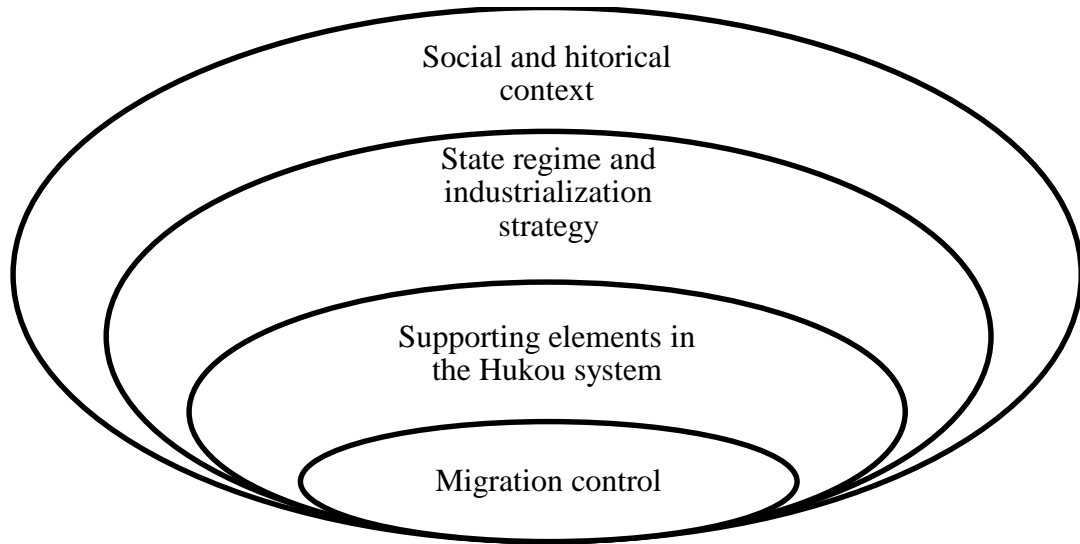 Social and hitorical
context
State regime and
industrialization
strategy
Supporting elements in
the Hukou system
Migration control